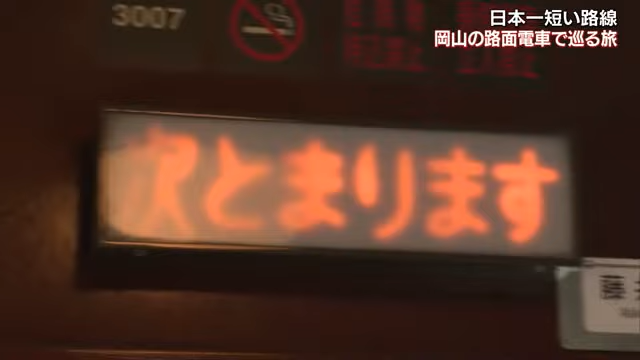 日本一短い路線
岡山の路面電車で巡る旅
3007
次とまります